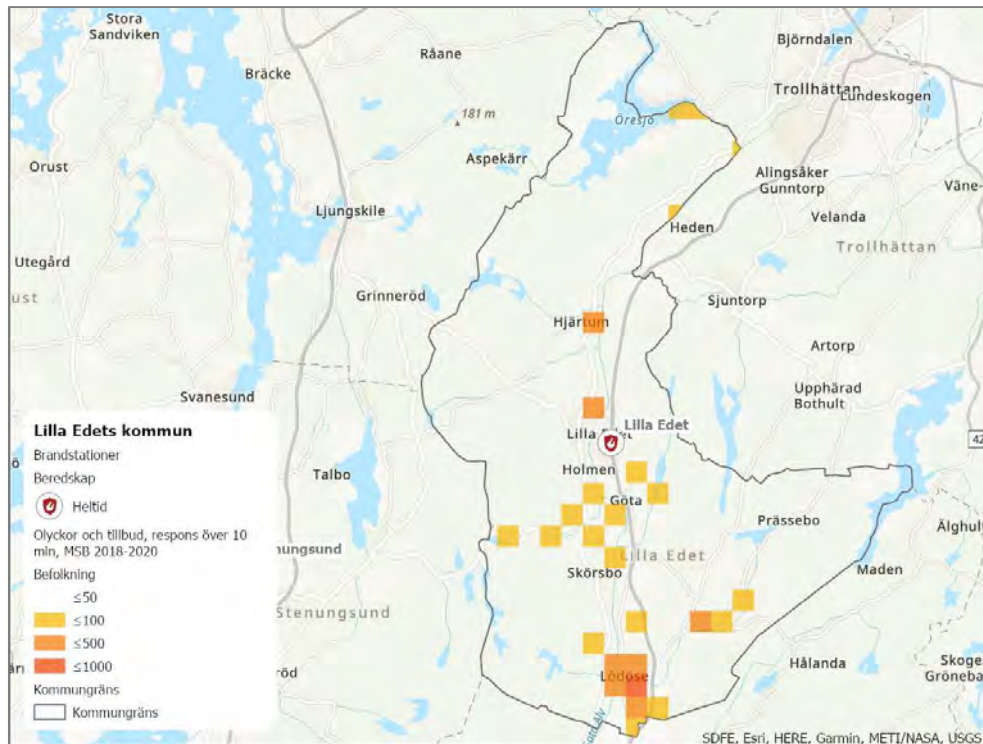 Stora
Sandviken
Björndalen
Råane
Bräcke
Trollhättan
Lundeskogen
181 m
Öresjö
Aspekärr
Orust
Alingsåker
Gunntorp
Väne-
Ljungskile
Velanda
Heden
Trollhättan
Utegård
ust
Grinneröd
Sjuntorp
Hjärtum
Artorp
Upphärad
Bothult
Svanesund
Lilla Edets kommun
Brandstationer
Beredskap
Heltid
Olyckor och tillbud, respons över 10
min, MSB 2018-2020
Befolkning
≤50
≤100
≤500
≤1000
Kommungräns
Kommungräns
Lilla Edet
Lilla Edet
42
Talbo
Holmen
Göta
Prässebo
Älghult
nungsund
Lilla Edet
Skörsbo
Maden
Stenungsund
Hålanda
Skoge
Gröneba
röd
Lödöse
SDFE, Esri, HERE, Garmin, METI/NASA, USGS